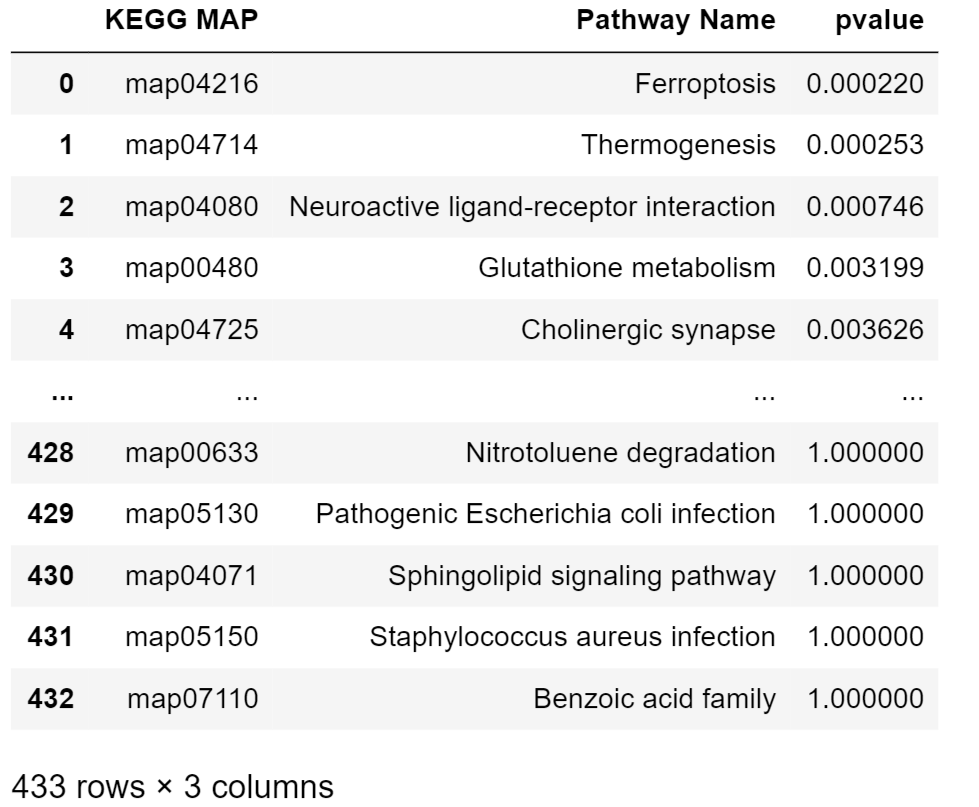 KEGG MAP Pathway Name pvalue
0 map04216 Ferroptosis 0.000220
1 map04714 Thermogenesis 0.000253
2 map04080 Neuroactive ligand-receptor interaction 0.000746
3 map00480 Glutathione metabolism 0.003199
4 map04725 Cholinergic synapse 0.003626
... ... ... ...
428 map00633 Nitrotoluene degradation 1.000000
429 map05130 Pathogenic Escherichia coli infection 1.000000
430 map04071 Sphingolipid signaling pathway 1.000000
431 map05150 Staphylococcus aureus infection 1.000000
432 map07110 Benzoic acid family 1.000000
433 rows × 3 columns